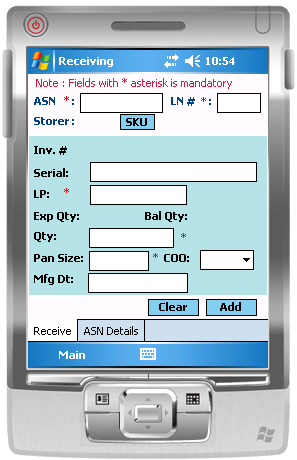 Receiving 10:54
Note : Fields with * asterisk is mandatory
ASN *: LN # *:
Storer: SKU
Inv. #
Serial:
LP: *
Exp Qty: Bal Qty:
Qty: *
Pan Size: * COO:
Mfg Dt:
Clear Add
Receive ASN Details
Main